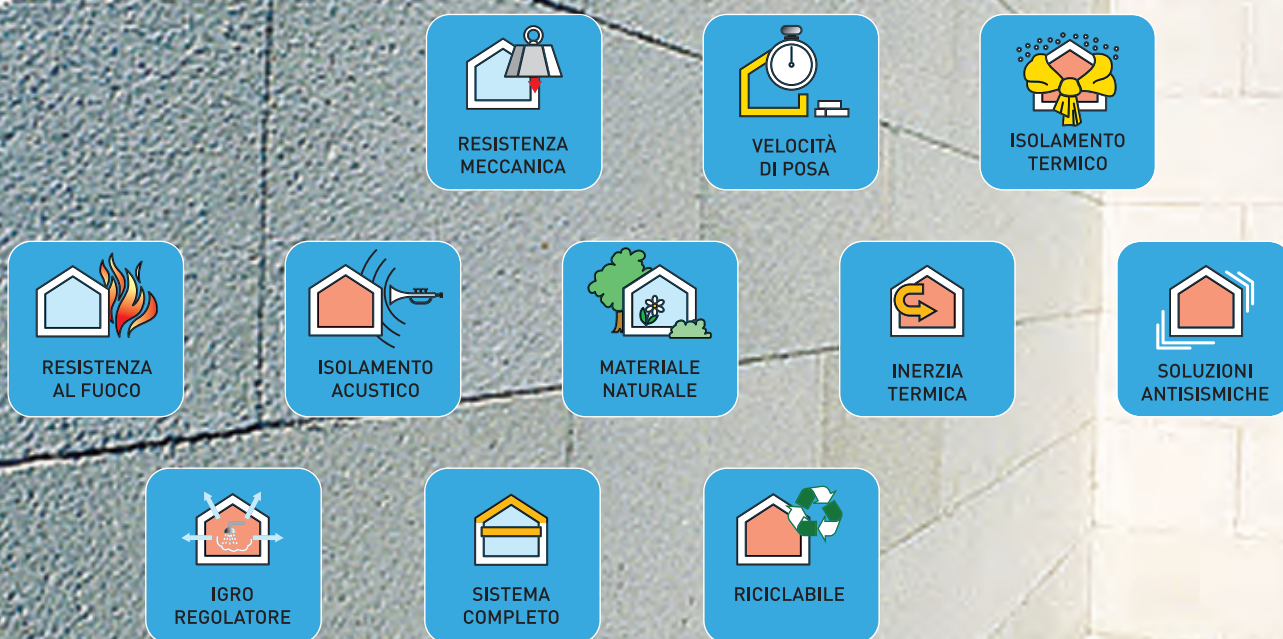 RESISTENZA
MECCANICA
VELOCITÀ
DI POSA
ISOLAMENTO
TERMICO
RESISTENZA
AL FUOCO
ISOLAMENTO
ACUSTICO
MATERIALE
NATURALE
INERZIA
TERMICA
SOLUZIONI
ANTISISMICHE
IGRO
REGOLATORE
SISTEMA
COMPLETO
RICICLABILE